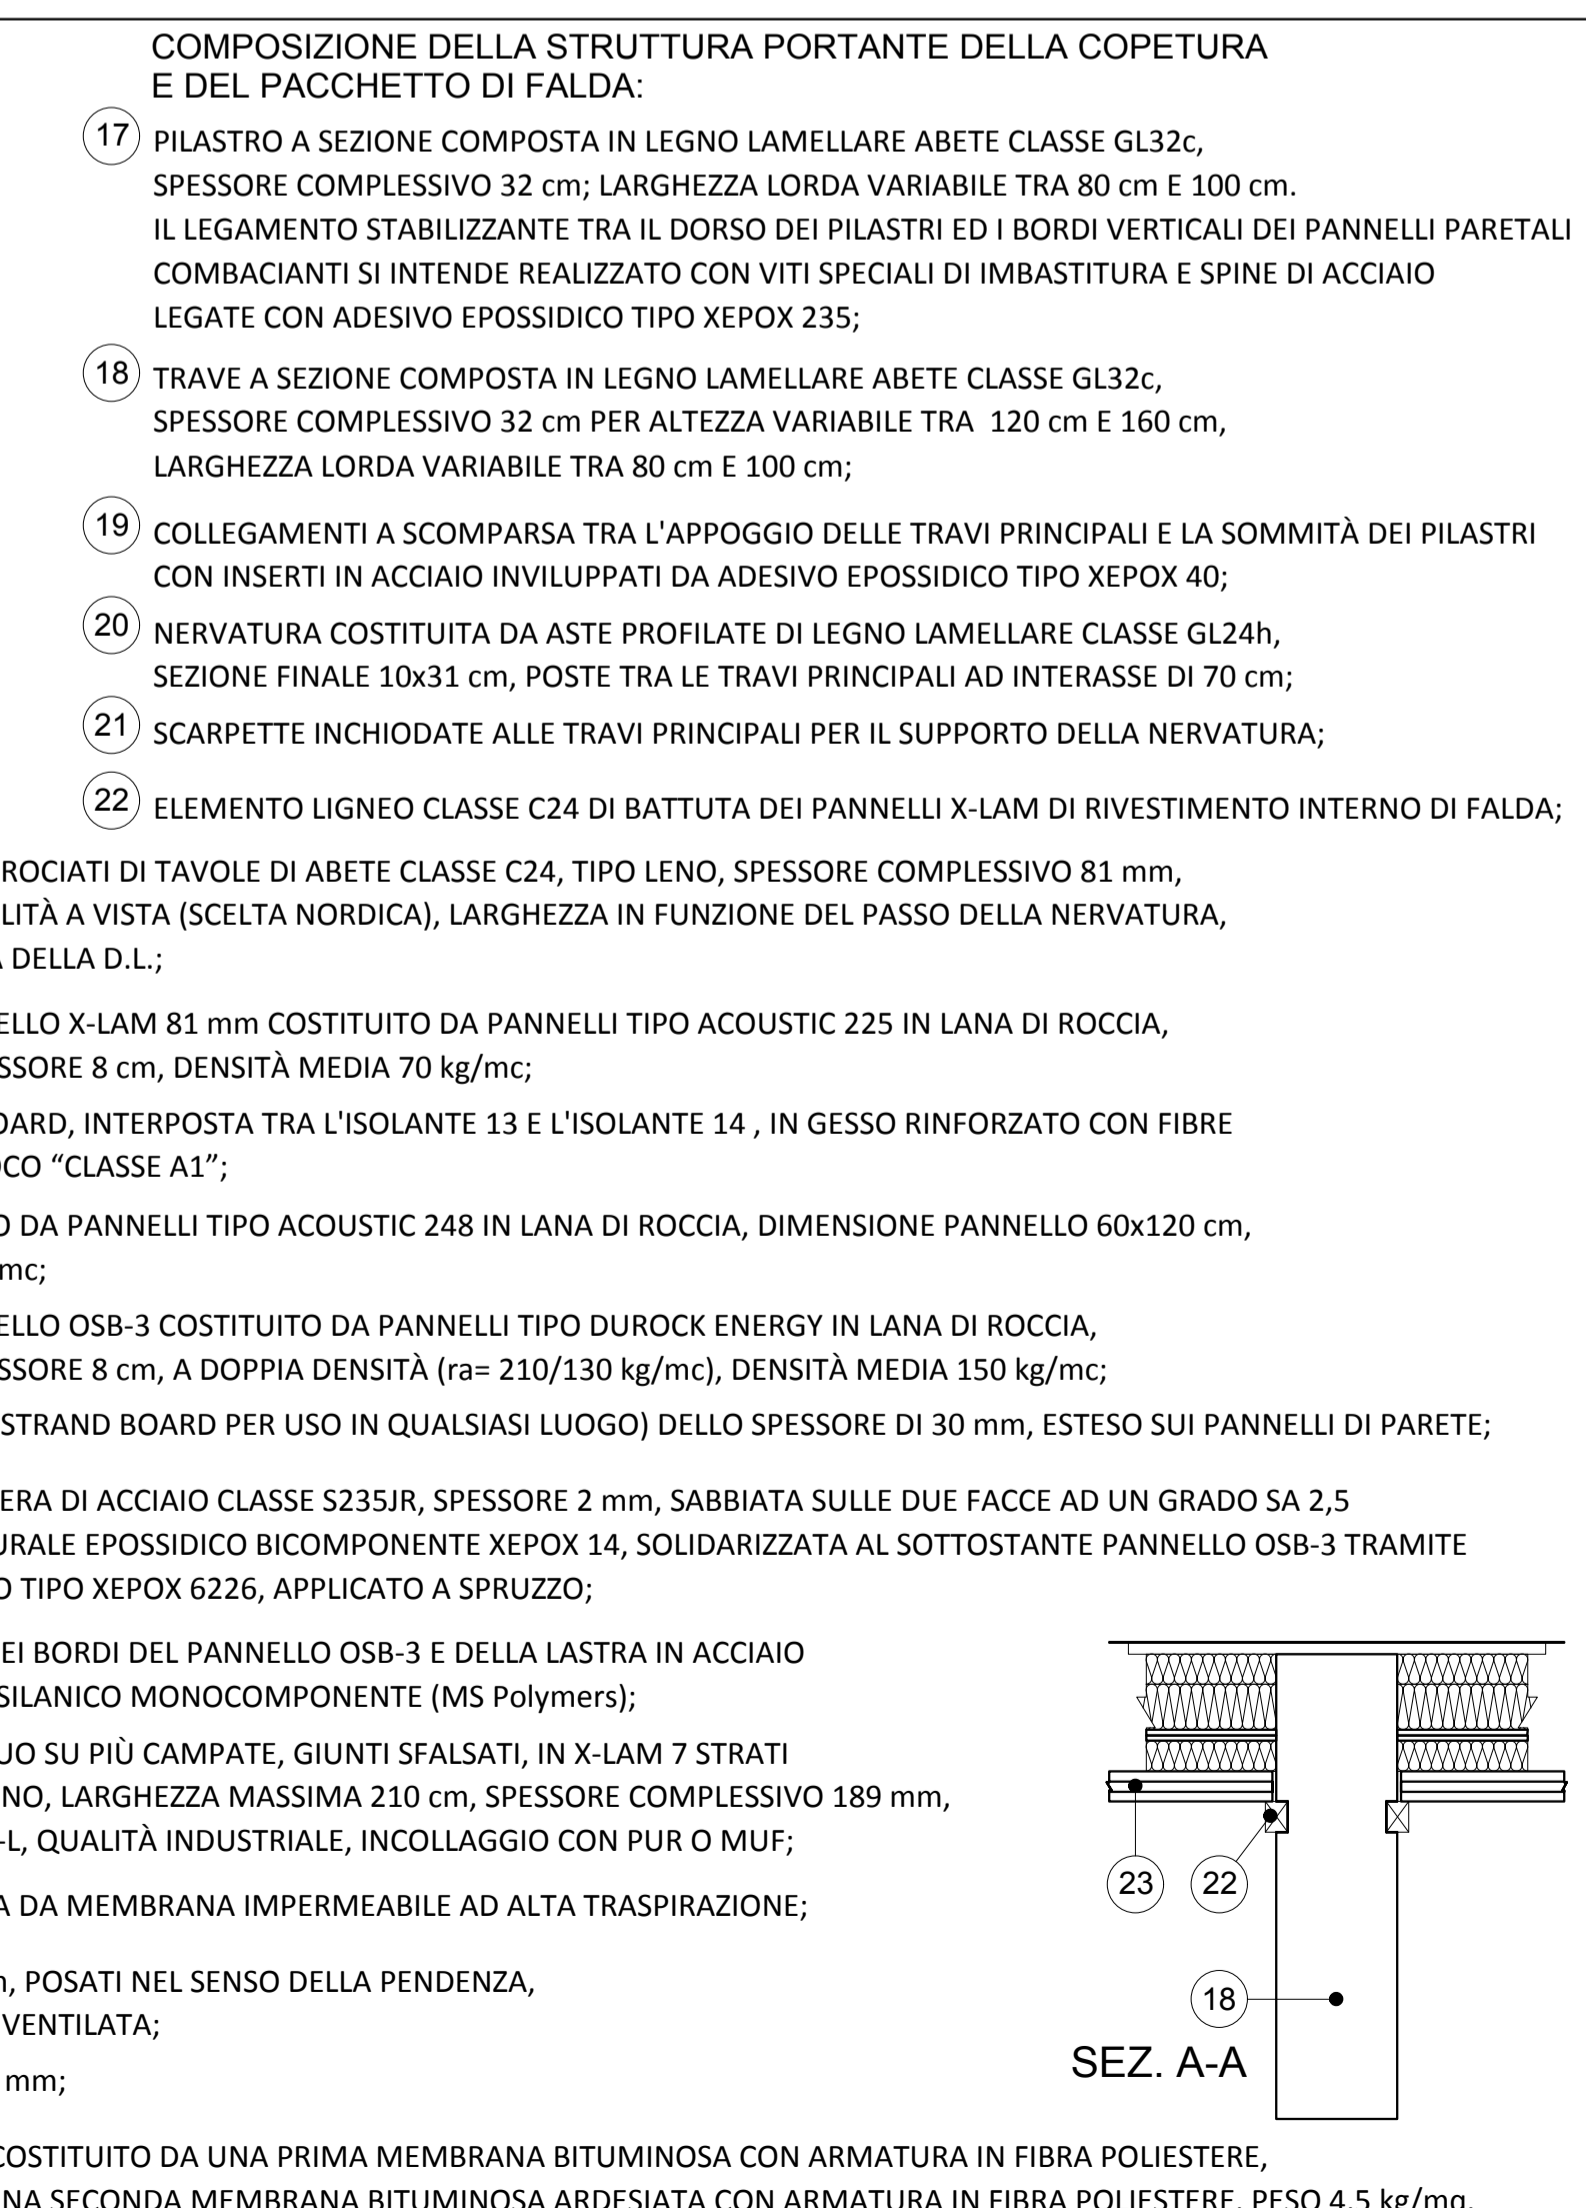 COMPOSIZIONE DELLA STRUTTURA PORTANTE DELLA COPETURA
E DEL PACCHETTO DI FALDA:
17 PILASTRO A SEZIONE COMPOSTA IN LEGNO LAMELLARE ABETE CLASSE GL32c,
SPESSORE COMPLESSIVO 32 cm; LARGHEZZA LORDA VARIABILE TRA 80 cm E 100 cm.
IL LEGAMENTO STABILIZZANTE TRA IL DORSO DEI PILASTRI ED I BORDI VERTICALI DEI PANNELLI PARETALI
COMBACIANTI SI INTENDE REALIZZATO CON VITI SPECIALI DI IMBASTITURA E SPINE DI ACCIAIO
LEGATE CON ADESIVO EPOSSIDICO TIPO XEPOX 235;
18 TRAVE A SEZIONE COMPOSTA IN LEGNO LAMELLARE ABETE CLASSE GL32c,
SPESSORE COMPLESSIVO 32 cm PER ALTEZZA VARIABILE TRA 120 cm E 160 cm,
LARGHEZZA LORDA VARIABILE TRA 80 cm E 100 cm;
19 COLLEGAMENTI A SCOMPARSA TRA L'APPOGGIO DELLE TRAVI PRINCIPALI E LA SOMMITÀ DEI PILASTRI
CON INSERTI IN ACCIAIO INVILUPPATI DA ADESIVO EPOSSIDICO TIPO XEPOX 40;
20 NERVATURA COSTITUITA DA ASTE PROFILATE DI LEGNO LAMELLARE CLASSE GL24h,
SEZIONE FINALE 10x31 cm, POSTE TRA LE TRAVI PRINCIPALI AD INTERASSE DI 70 cm;
21 SCARPETTE INCHIODATE ALLE TRAVI PRINCIPALI PER IL SUPPORTO DELLA NERVATURA;
22 ELEMENTO LIGNEO CLASSE C24 DI BATTUTA DEI PANNELLI X-LAM DI RIVESTIMENTO INTERNO DI FALDA;
ROCIATI DI TAVOLE DI ABETE CLASSE C24, TIPO LENO, SPESSORE COMPLESSIVO 81 mm,
LITÀ A VISTA (SCELTA NORDICA), LARGHEZZA IN FUNZIONE DEL PASSO DELLA NERVATURA,
A DELLA D.L.;
ELLO X-LAM 81 mm COSTITUITO DA PANNELLI TIPO ACOUSTIC 225 IN LANA DI ROCCIA,
SSORE 8 cm, DENSITÀ MEDIA 70 kg/mc;
OARD, INTERPOSTA TRA L'ISOLANTE 13 E L'ISOLANTE 14 , IN GESSO RINFORZATO CON FIBRE
OCO “CLASSE A1”;
O DA PANNELLI TIPO ACOUSTIC 248 IN LANA DI ROCCIA, DIMENSIONE PANNELLO 60x120 cm,
mc;
ELLO OSB-3 COSTITUITO DA PANNELLI TIPO DUROCK ENERGY IN LANA DI ROCCIA,
SSORE 8 cm, A DOPPIA DENSITÀ (ra= 210/130 kg/mc), DENSITÀ MEDIA 150 kg/mc;
STRAND BOARD PER USO IN QUALSIASI LUOGO) DELLO SPESSORE DI 30 mm, ESTESO SUI PANNELLI DI PARETE;
ERA DI ACCIAIO CLASSE S235JR, SPESSORE 2 mm, SABBIATA SULLE DUE FACCE AD UN GRADO SA 2,5
URALE EPOSSIDICO BICOMPONENTE XEPOX 14, SOLIDARIZZATA AL SOTTOSTANTE PANNELLO OSB-3 TRAMITE
O TIPO XEPOX 6226, APPLICATO A SPRUZZO;
EI BORDI DEL PANNELLO OSB-3 E DELLA LASTRA IN ACCIAIO
SILANICO MONOCOMPONENTE (MS Polymers);
UO SU PIÙ CAMPATE, GIUNTI SFALSATI, IN X-LAM 7 STRATI
NO, LARGHEZZA MASSIMA 210 cm, SPESSORE COMPLESSIVO 189 mm,
-L, QUALITÀ INDUSTRIALE, INCOLLAGGIO CON PUR O MUF;
A DA MEMBRANA IMPERMEABILE AD ALTA TRASPIRAZIONE;
, POSATI NEL SENSO DELLA PENDENZA,
VENTILATA;
mm;
COSTITUITO DA UNA PRIMA MEMBRANA BITUMINOSA CON ARMATURA IN FIBRA POLIESTERE,
NA SECONDA MEMBRANA BITUMINOSA ARDESIATA CON ARMATURA IN FIBRA POLIESTERE, PESO 4,5 kg/mq,
23 22
18
SEZ. A-A